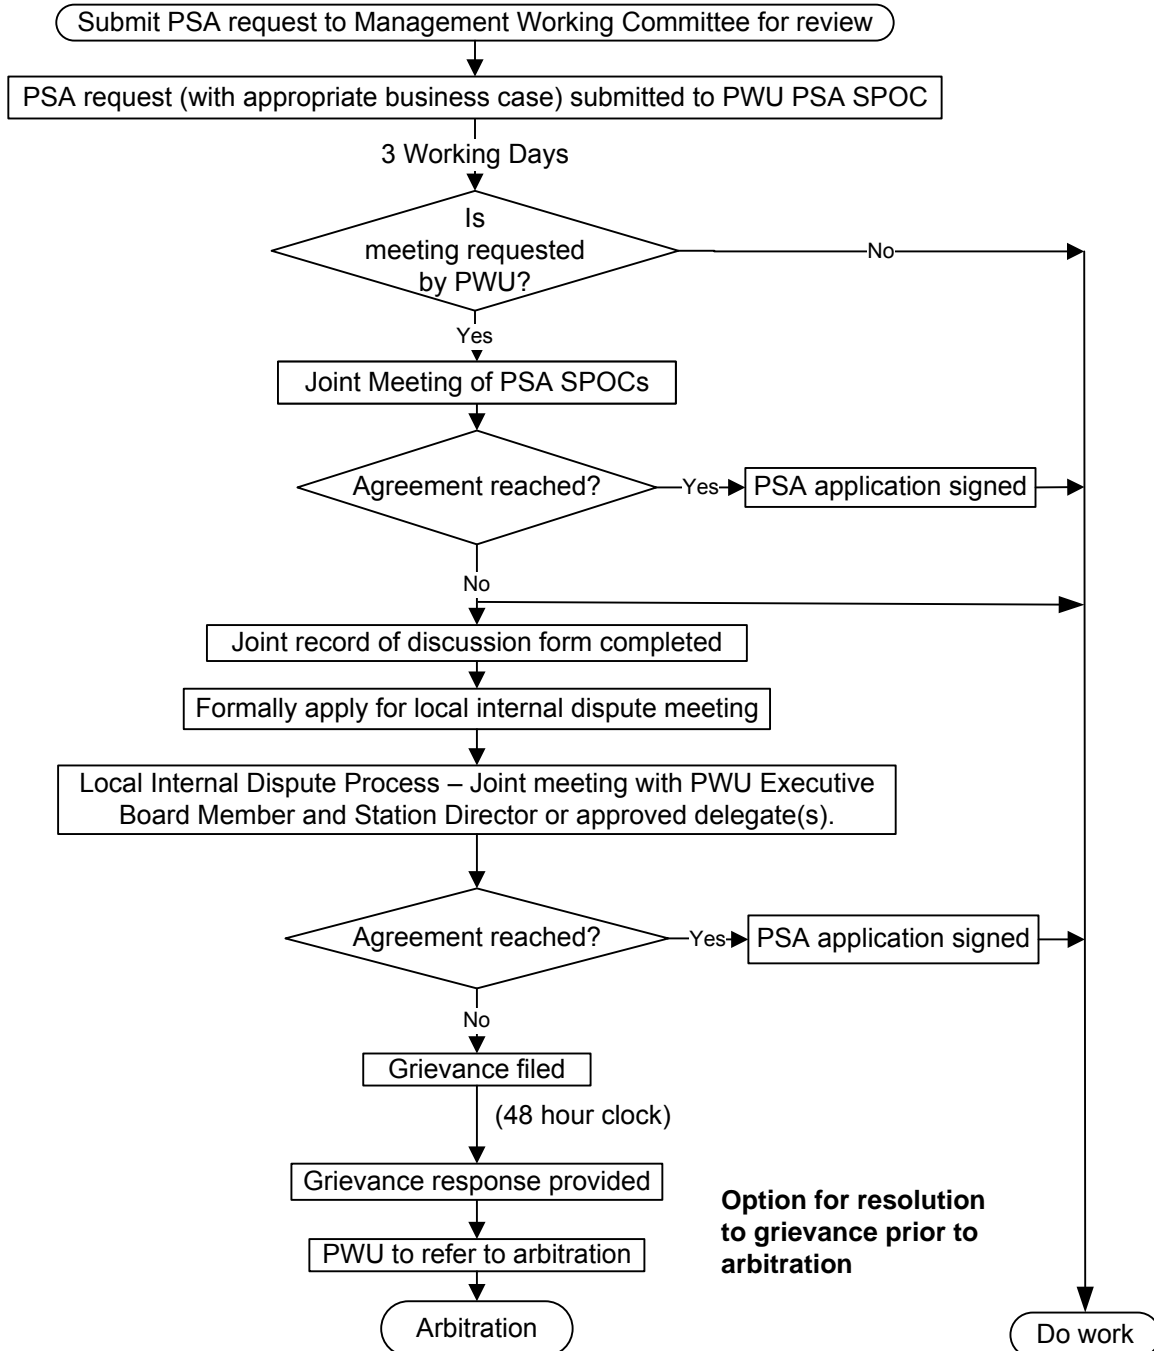 Submit PSA request to Management Working Committee for review
PSA request (with appropriate business case) submitted to PWU PSA SPOC
3 Working Days
Is
meeting requested
by PWU?
No
Yes
Joint Meeting of PSA SPOCs
Agreement reached?
Yes
PSA application signed
No
Joint record of discussion form completed
Formally apply for local internal dispute meeting
Local Internal Dispute Process – Joint meeting with PWU Executive
Board Member and Station Director or approved delegate(s).
Agreement reached?
Yes
PSA application signed
No
Grievance filed
(48 hour clock)
Grievance response provided
PWU to refer to arbitration
Option for resolution
to grievance prior to
arbitration
Arbitration
Do work